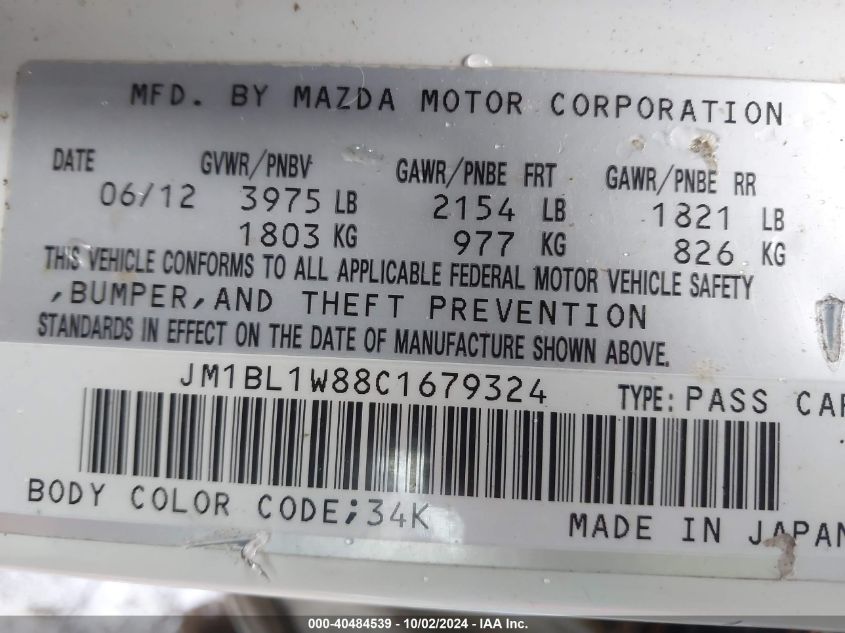 MFD. BY MAZDA MOTOR CORPORATION
DATE GVWR/PNBV GAWR/PNBE FRT GAWR/PNBE RR
06/12 3975 LB 2154 LB 1821 LB
1803 KG 977 KG 826 KG
THIS VEHICLE CONFORMS TO ALL APPLICABLE FEDERAL MOTOR VEHICLE SAFETY
,BUMPER,AND THEFT PREVENTION
STANDARDS IN EFFECT ON THE DATE OF MANUFACTURE SHOWN ABOVE.
JM1BL1W88C1679324 TYPE: PASS CAR
BODY COLOR CODE;34K
MADE IN JAPAN
000-40484539 - 10/02/2024 - IAA Inc.